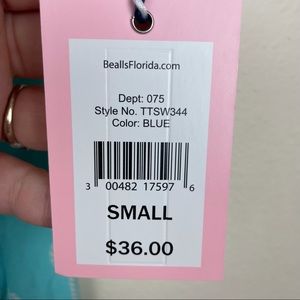 BeallsFlorida.com
Dept: 075
Style No. TTSW344
Color: BLUE
3 00482 17597 6
SMALL
$36.00